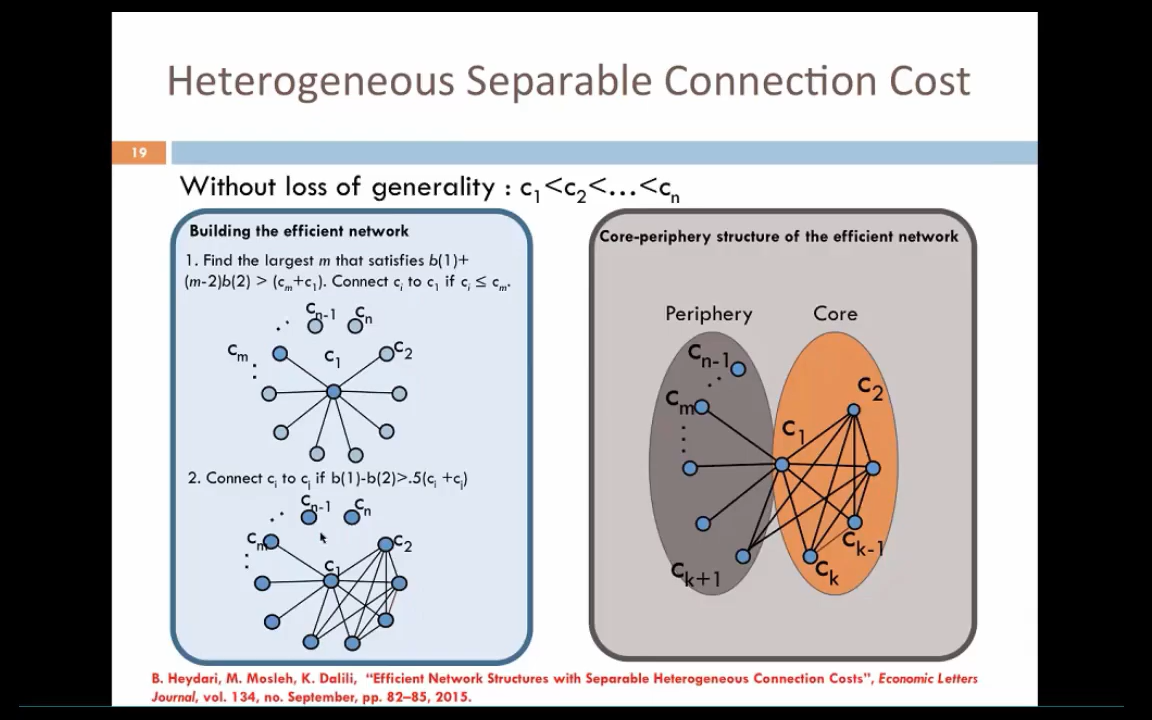 Heterogeneous Separable Connection Cost
19
Without loss of generality : c₁<c₂<...<cₙ
Building the efficient network
1. Find the largest m that satisfies b(1)+
(m-2)b(2) > (cₘ+c₁). Connect cᵢ to c₁ if cᵢ ≤ cₘ.
cₙ₋₁
cₙ
cₘ
c₁
c₂
2. Connect cᵢ to cⱼ if b(1)-b(2)>.5(cᵢ +cⱼ)
cₙ₋₁
cₙ
cₘ
c₂
c₁
Core-periphery structure of the efficient network
Periphery
Core
cₙ₋₁
c₂
cₘ
c₁
cₖ₋₁
cₖ₊₁
cₖ
B. Heydari, M. Mosleh, K. Dalili, “Efficient Network Structures with Separable Heterogeneous Connection Costs”, Economic Letters
Journal, vol. 134, no. September, pp. 82–85, 2015.